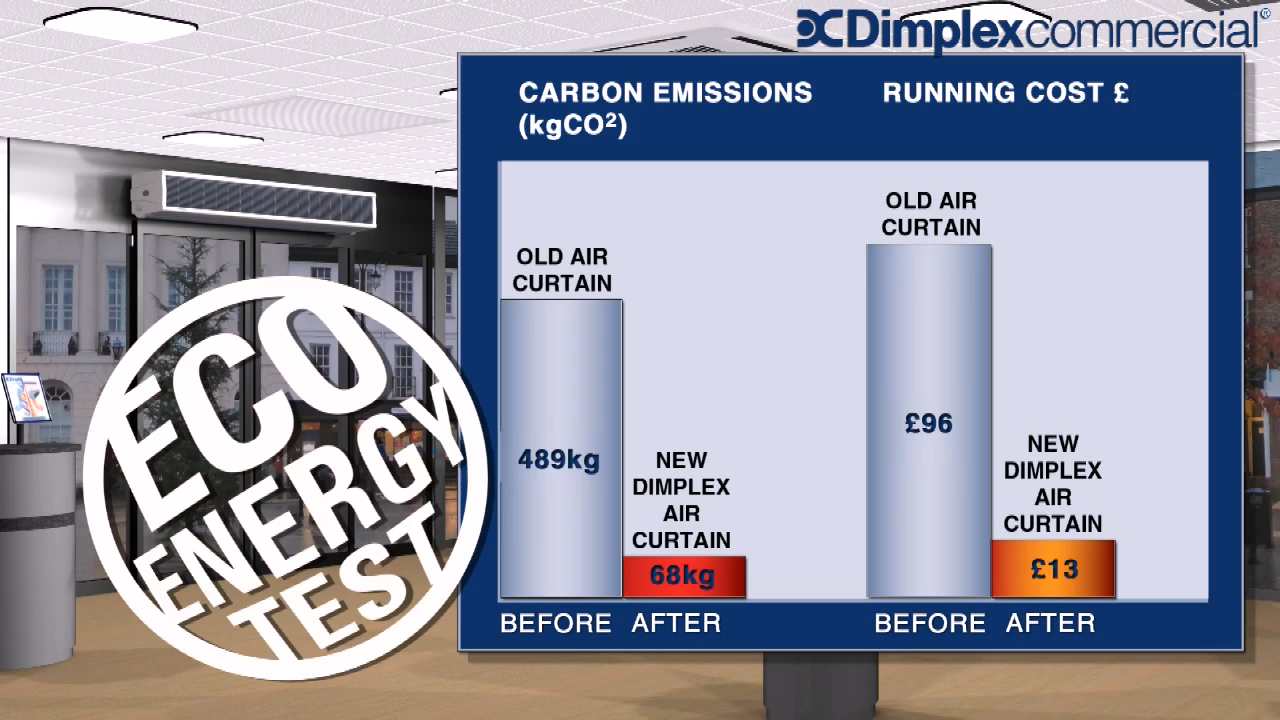 DXDimplexcommercial®
CARBON EMISSIONS
(kgCO²)
RUNNING COST £
OLD AIR
CURTAIN
489kg
NEW
DIMPLEX
AIR
CURTAIN
68kg
OLD AIR
CURTAIN
£96
NEW
DIMPLEX
AIR
CURTAIN
£13
BEFORE AFTER
BEFORE AFTER
ECO
ENERGY
TEST